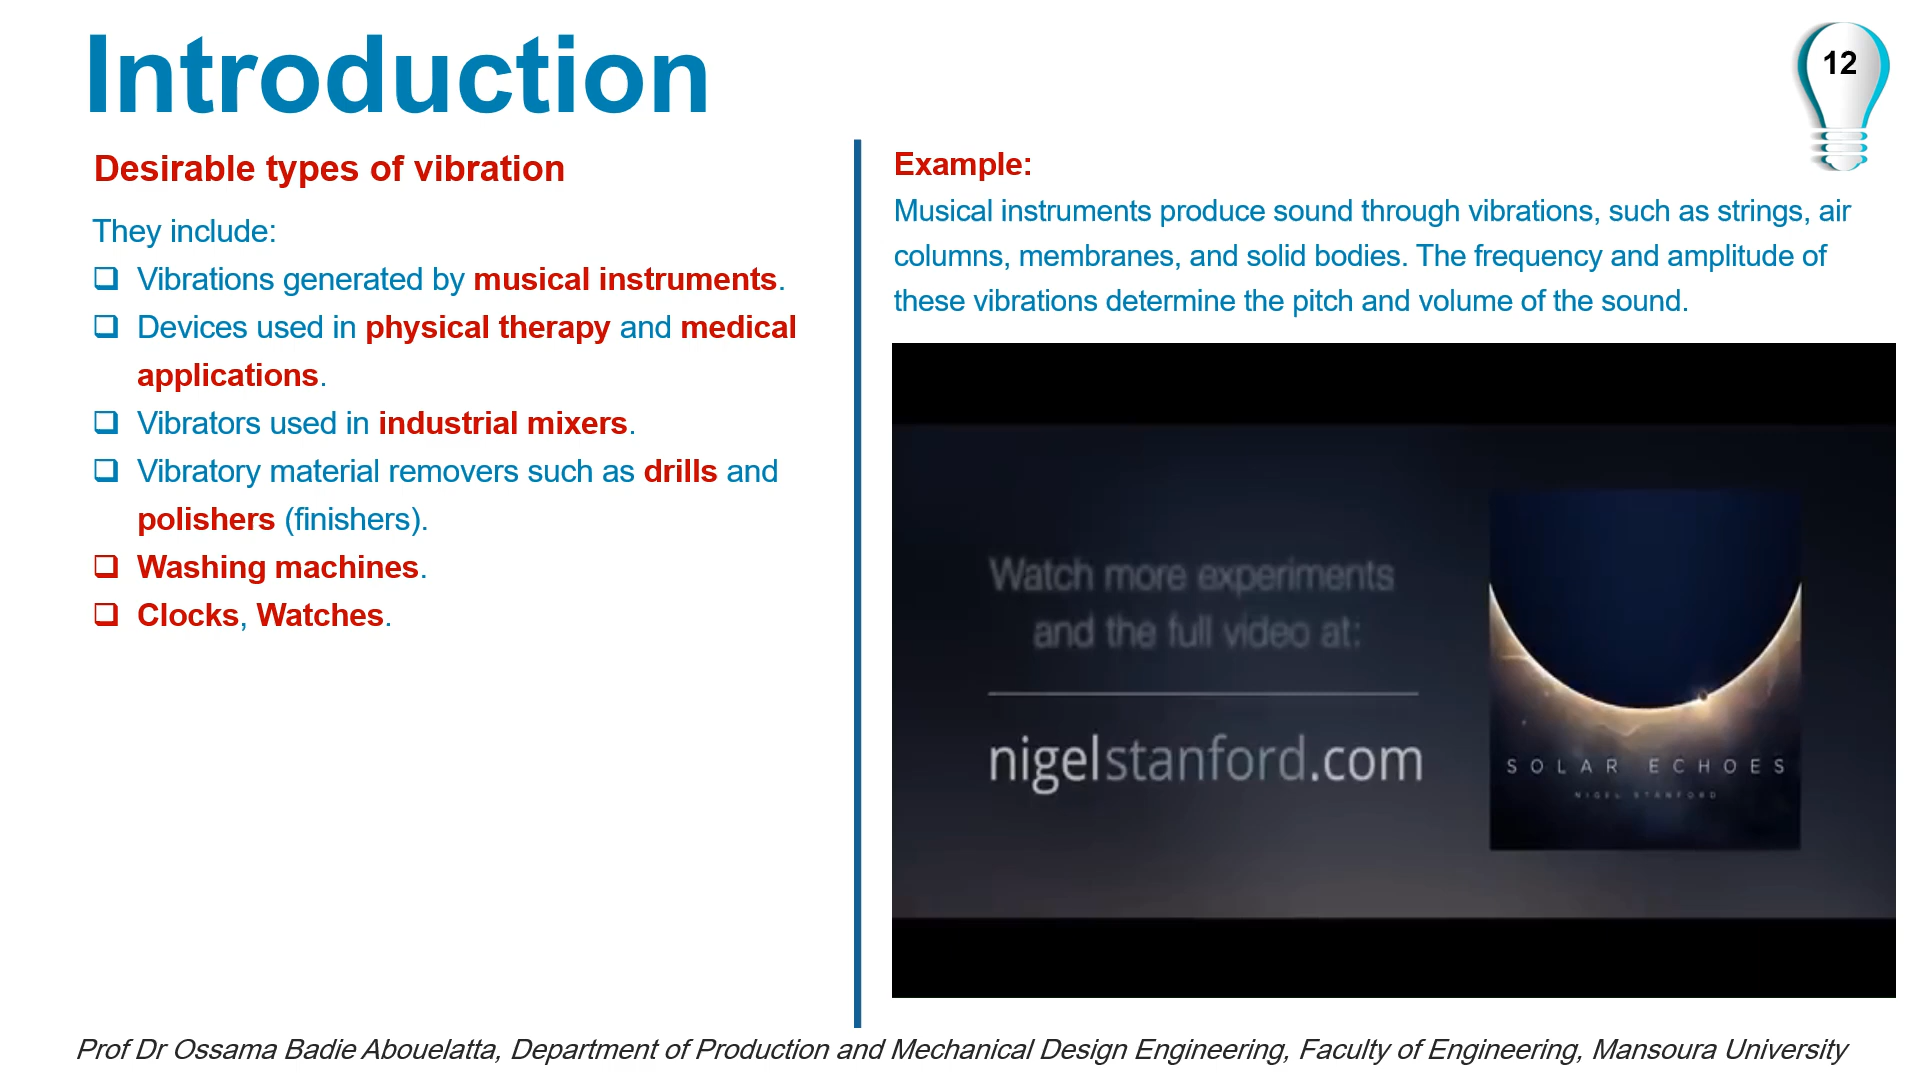 Introduction
12
Desirable types of vibration
They include:
❑ Vibrations generated by musical instruments.
❑ Devices used in physical therapy and medical
applications.
❑ Vibrators used in industrial mixers.
❑ Vibratory material removers such as drills and
polishers (finishers).
❑ Washing machines.
❑ Clocks, Watches.
Example:
Musical instruments produce sound through vibrations, such as strings, air
columns, membranes, and solid bodies. The frequency and amplitude of
these vibrations determine the pitch and volume of the sound.
Watch more experiments
and the full video at:
nigelstanford.com
SOLAR ECHOES
NIGEL STANFORD
Prof Dr Ossama Badie Abouelatta, Department of Production and Mechanical Design Engineering, Faculty of Engineering, Mansoura University